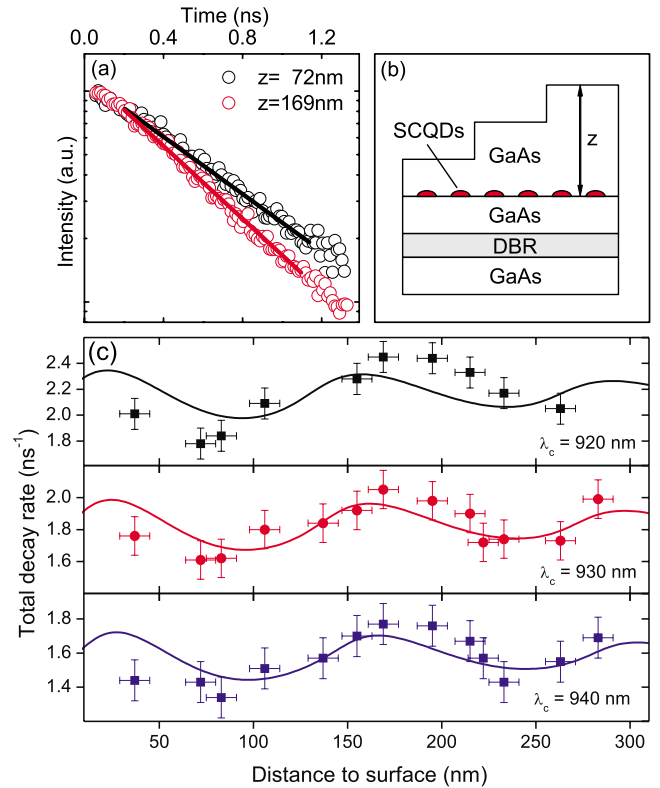 Time (ns)
0.0 0.4 0.8 1.2
(a)
z= 72nm
z=169nm
Intensity (a.u.)
(b)
SCQDs
GaAs
z
GaAs
DBR
GaAs
(c)
2.4
2.2
2.0
1.8
λc = 920 nm
2.0
1.8
1.6
λc = 930 nm
1.8
1.6
1.4
λc = 940 nm
Total decay rate (ns-1)
50 100 150 200 250 300
Distance to surface (nm)